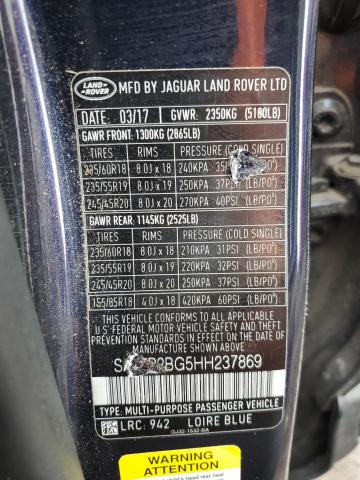 LAND ROVER
MFD BY JAGUAR LAND ROVER LTD
DATE: 03/17 GVWR: 2350KG (5180LB)
GAWR FRONT: 1300KG (2865LB)
TIRES RIMS PRESSURE (COLD SINGLE)
235/60R18 8.0J x 18 240KPA
235/55R19 8.0J x 19 250KPA 37PSI (LB/PO²)
245/45R20 8.0J x 20 270KPA 40PSI (LB/PO²)
GAWR REAR: 1145KG (2525LB)
TIRES RIMS PRESSURE (COLD SINGLE)
235/60R18 8.0J x 18 210KPA 31PSI (LB/PO²)
235/55R19 8.0J x 19 220KPA 32PSI (LB/PO²)
245/45R20 8.0J x 20 250KPA 37PSI (LB/PO²)
155/85R18 4.0J x 18 420KPA 60PSI (LB/PO²)
THIS VEHICLE CONFORMS TO ALL APPLICABLE
FEDERAL MOTOR VEHICLE SAFETY AND THEFT
PREVENTION STANDARDS IN EFFECT ON THE DATE
OF MANUFACTURE SHOWN ABOVE.
BG5HH237869
TYPE: MULTI-PURPOSE PASSENGER VEHICLE
LRC: 942 LOIRE BLUE
GJ32-1532-BA
WARNING
ATTENTION